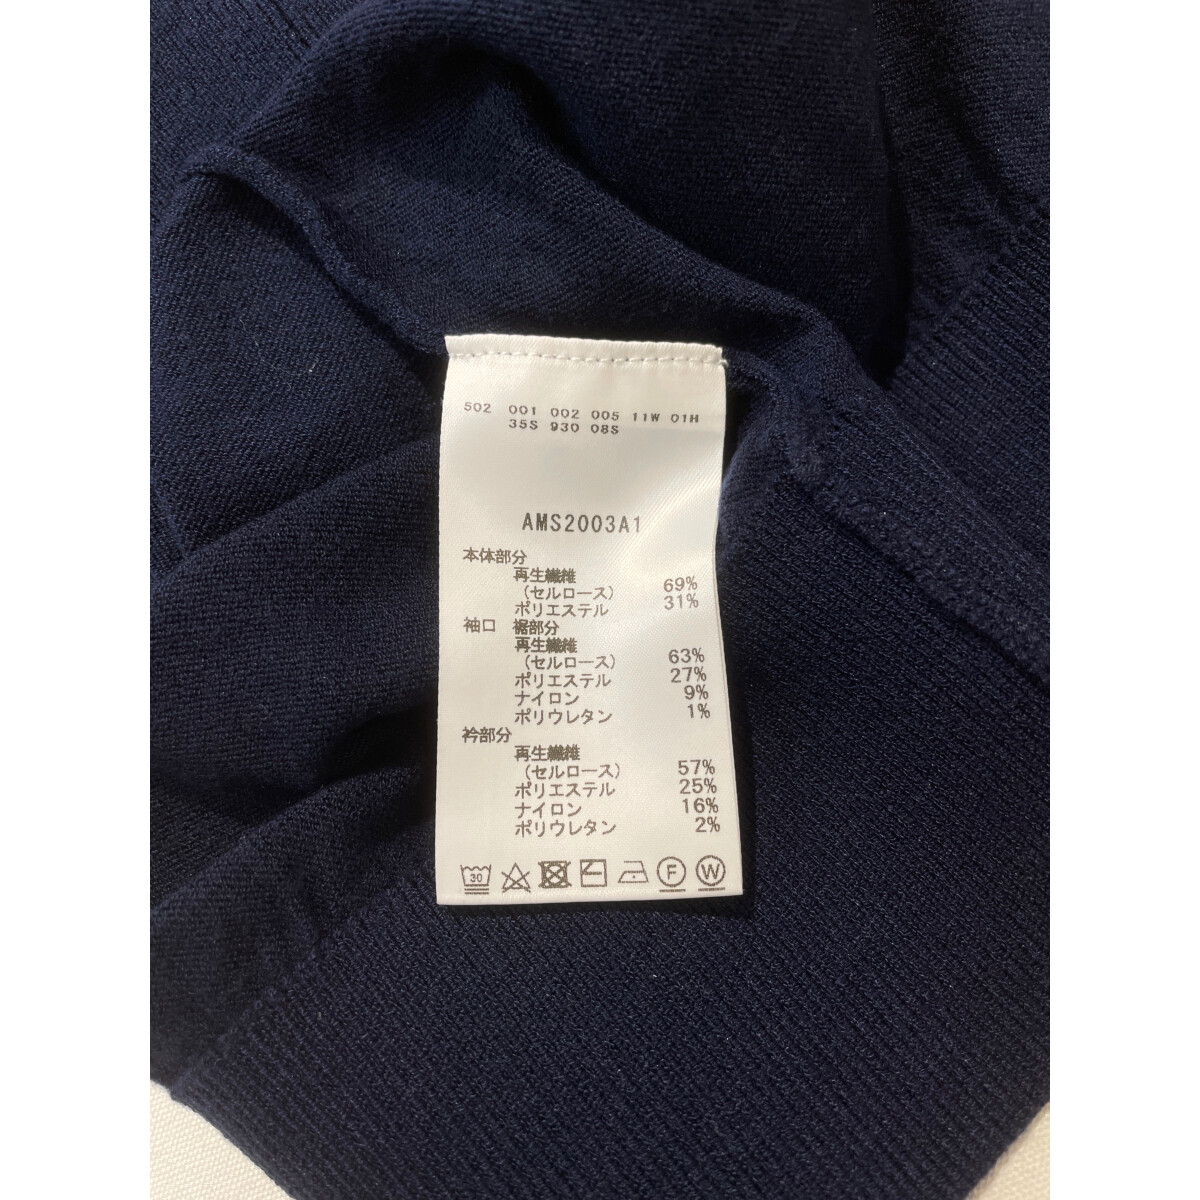 502 001 002 005 11W 01H
35S 930 08S
AMS2003A1
本体部分
再生繊維
(セルロース) 69%
ポリエステル 31%
袖口 裾部分
再生繊維
(セルロース) 63%
ポリエステル 27%
ナイロン 9%
ポリウレタン 1%
衿部分
再生繊維
(セルロース) 57%
ポリエステル 25%
ナイロン 16%
ポリウレタン 2%
30 F W